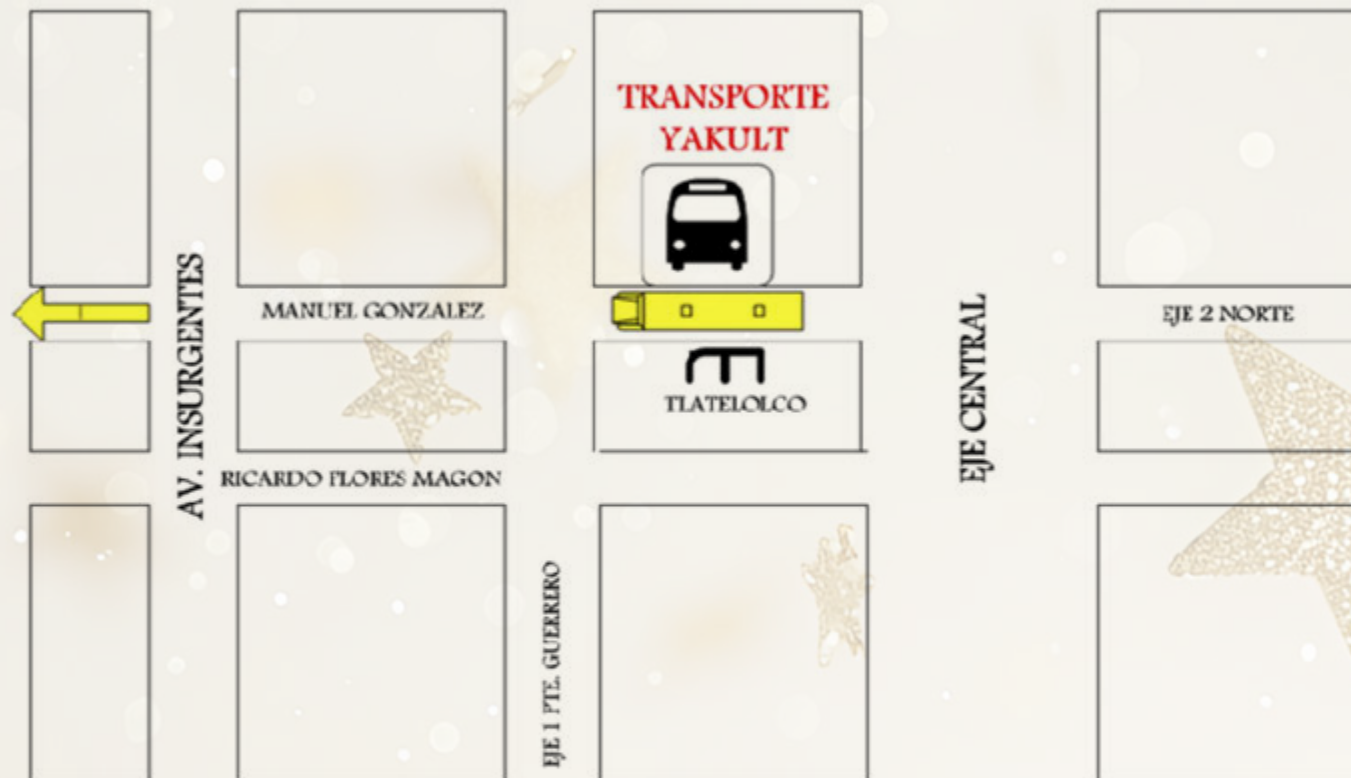 TRANSPORTE
YAKULT
AV. INSURGENTES
MANUEL GONZALEZ
EJE CENTRAL
EJE 2 NORTE
TLATELOLCO
RICARDO FLORES MAGON
EJE 1 PTE. GUERRERO